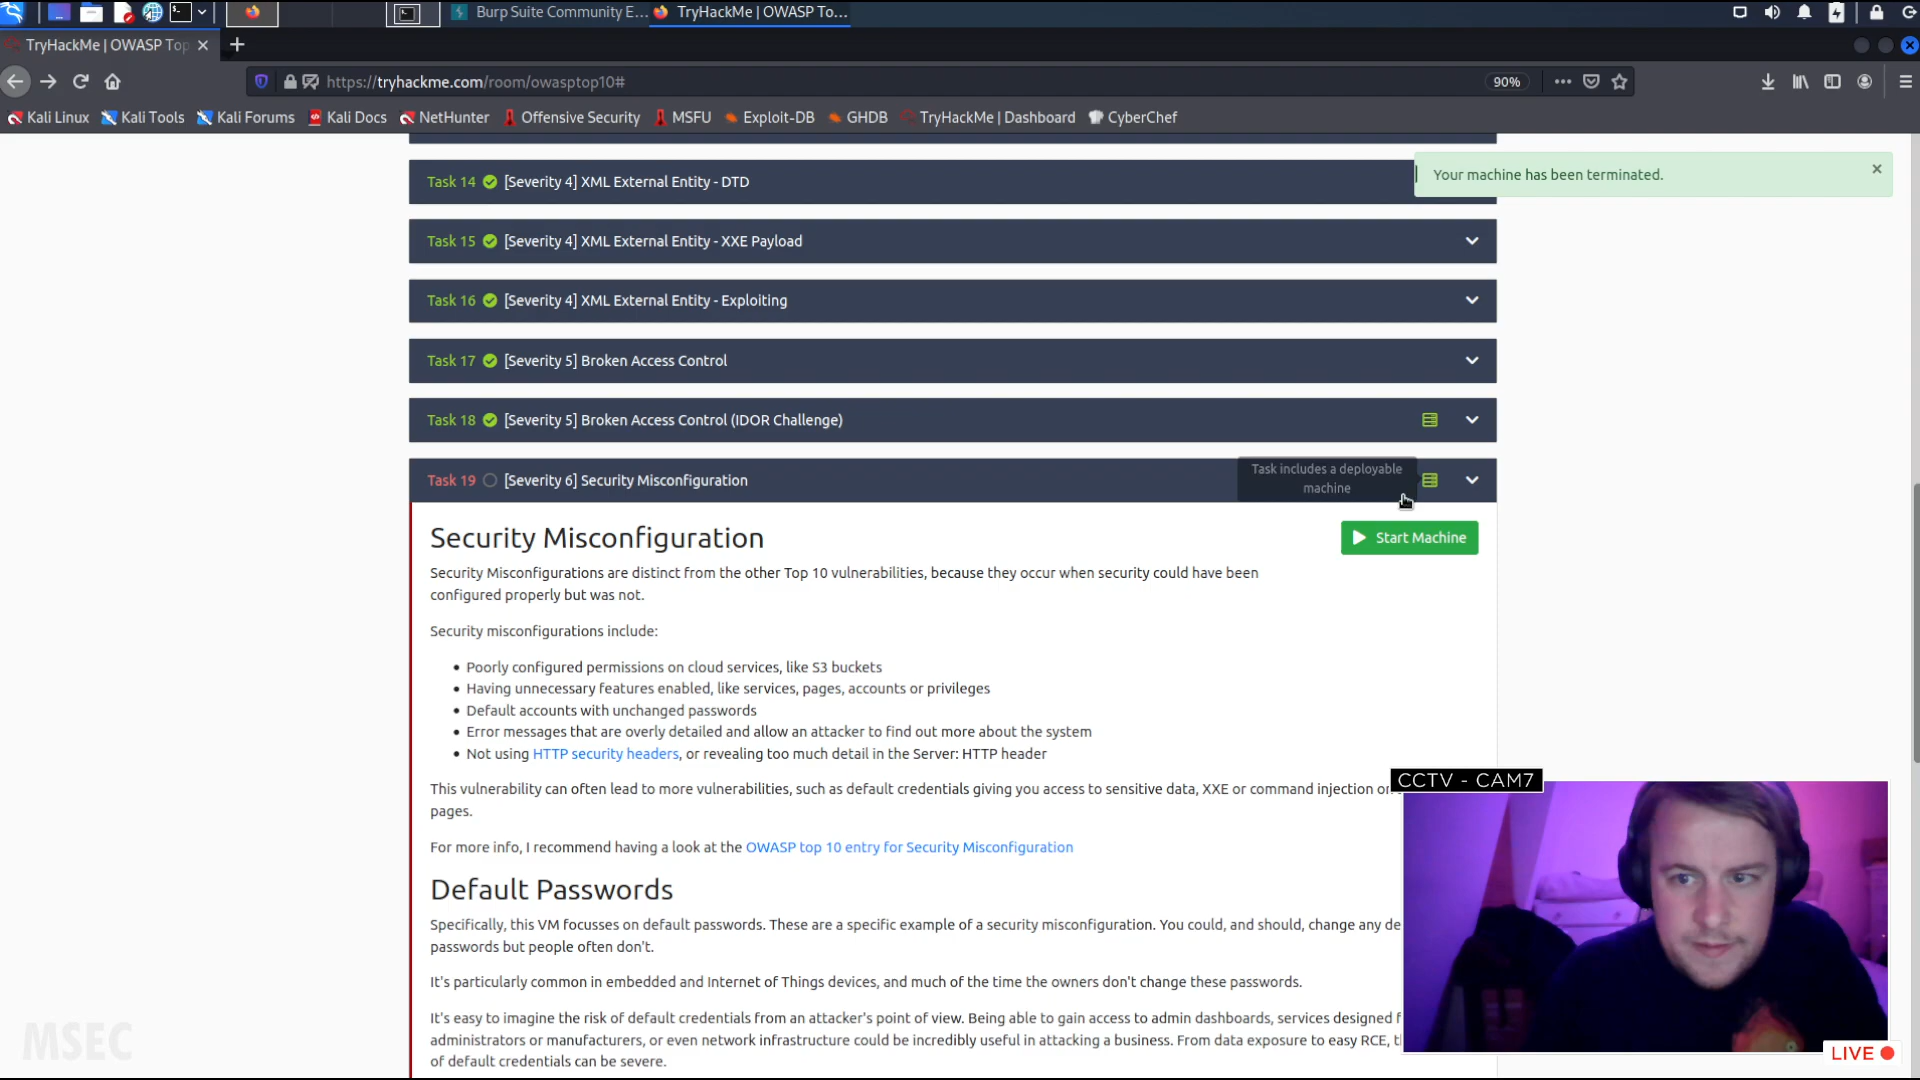 Burp Suite Community E...
TryHackMe | OWASP To...
TryHackMe | OWASP Top
https://tryhackme.com/room/owasptop10#
90%
Kali Linux
Kali Tools
Kali Forums
Kali Docs
NetHunter
Offensive Security
MSFU
Exploit-DB
GHDB
TryHackMe | Dashboard
CyberChef
Your machine has been terminated.
Task 14 [Severity 4] XML External Entity - DTD
Task 15 [Severity 4] XML External Entity - XXE Payload
Task 16 [Severity 4] XML External Entity - Exploiting
Task 17 [Severity 5] Broken Access Control
Task 18 [Severity 5] Broken Access Control (IDOR Challenge)
Task 19 [Severity 6] Security Misconfiguration
Task includes a deployable
machine
Security Misconfiguration
Start Machine
Security Misconfigurations are distinct from the other Top 10 vulnerabilities, because they occur when security could have been
configured properly but was not.
Security misconfigurations include:
• Poorly configured permissions on cloud services, like S3 buckets
• Having unnecessary features enabled, like services, pages, accounts or privileges
• Default accounts with unchanged passwords
• Error messages that are overly detailed and allow an attacker to find out more about the system
• Not using HTTP security headers, or revealing too much detail in the Server: HTTP header
This vulnerability can often lead to more vulnerabilities, such as default credentials giving you access to sensitive data, XXE or command injection on
pages.
For more info, I recommend having a look at the OWASP top 10 entry for Security Misconfiguration
Default Passwords
Specifically, this VM focusses on default passwords. These are a specific example of a security misconfiguration. You could, and should, change any de
passwords but people often don't.
It's particularly common in embedded and Internet of Things devices, and much of the time the owners don't change these passwords.
It's easy to imagine the risk of default credentials from an attacker's point of view. Being able to gain access to admin dashboards, services designed f
administrators or manufacturers, or even network infrastructure could be incredibly useful in attacking a business. From data exposure to easy RCE, t
of default credentials can be severe.
CCTV - CAM7
LIVE
MSEC